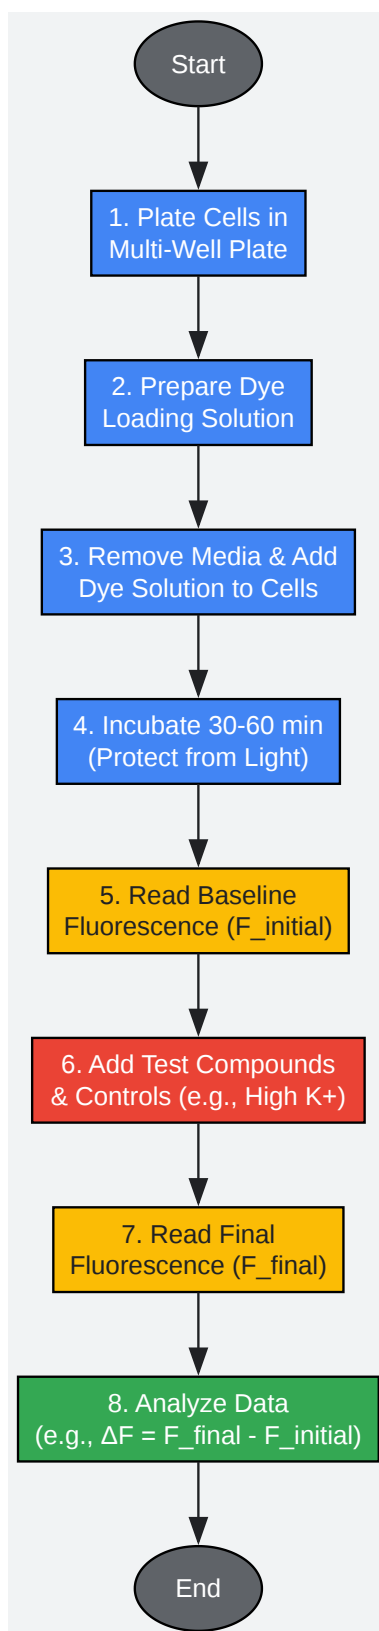 Start
1. Plate Cells in
Multi-Well Plate
2. Prepare Dye
Loading Solution
3. Remove Media & Add
Dye Solution to Cells
4. Incubate 30-60 min
(Protect from Light)
5. Read Baseline
Fluorescence (F_initial)
6. Add Test Compounds
& Controls (e.g., High K+)
7. Read Final
Fluorescence (F_final)
8. Analyze Data
(e.g., ΔF = F_final - F_initial)
End